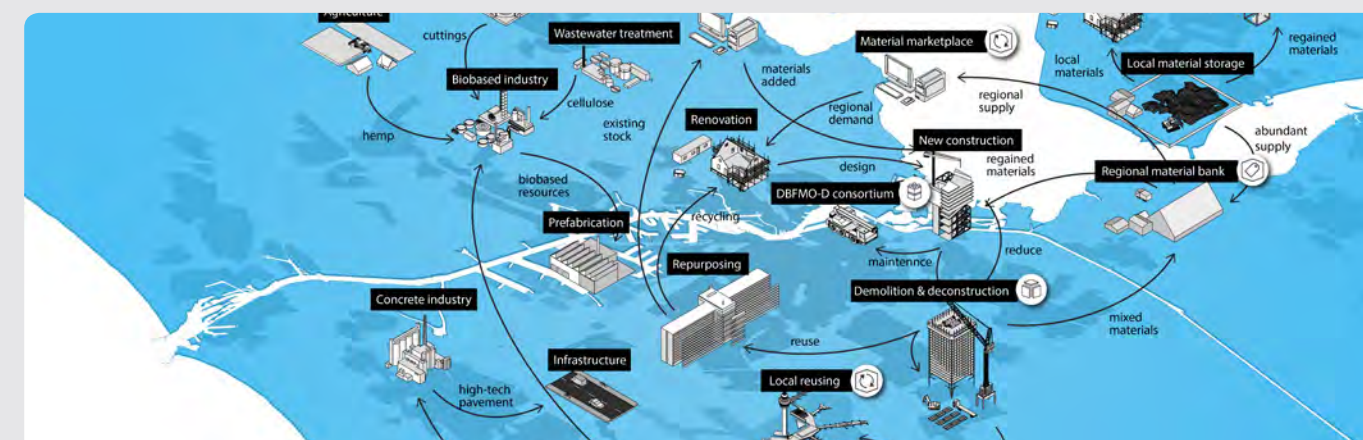 Agriculture
cuttings
Wastewater treatment
Material marketplace
regained
materials
local
materials
Local material storage
Biobased industry
materials
added
cellulose
regional
supply
hemp
existing
stock
Renovation
regional
demand
abundant
supply
New construction
regained
materials
design
Regional material bank
biobased
resources
DBFMO-D consortium
Prefabrication
recycling
reduce
maintennce
Repurposing
Demolition & deconstruction
Concrete industry
mixed
materials
reuse
Infrastructure
Local reusing
high-tech
pavement